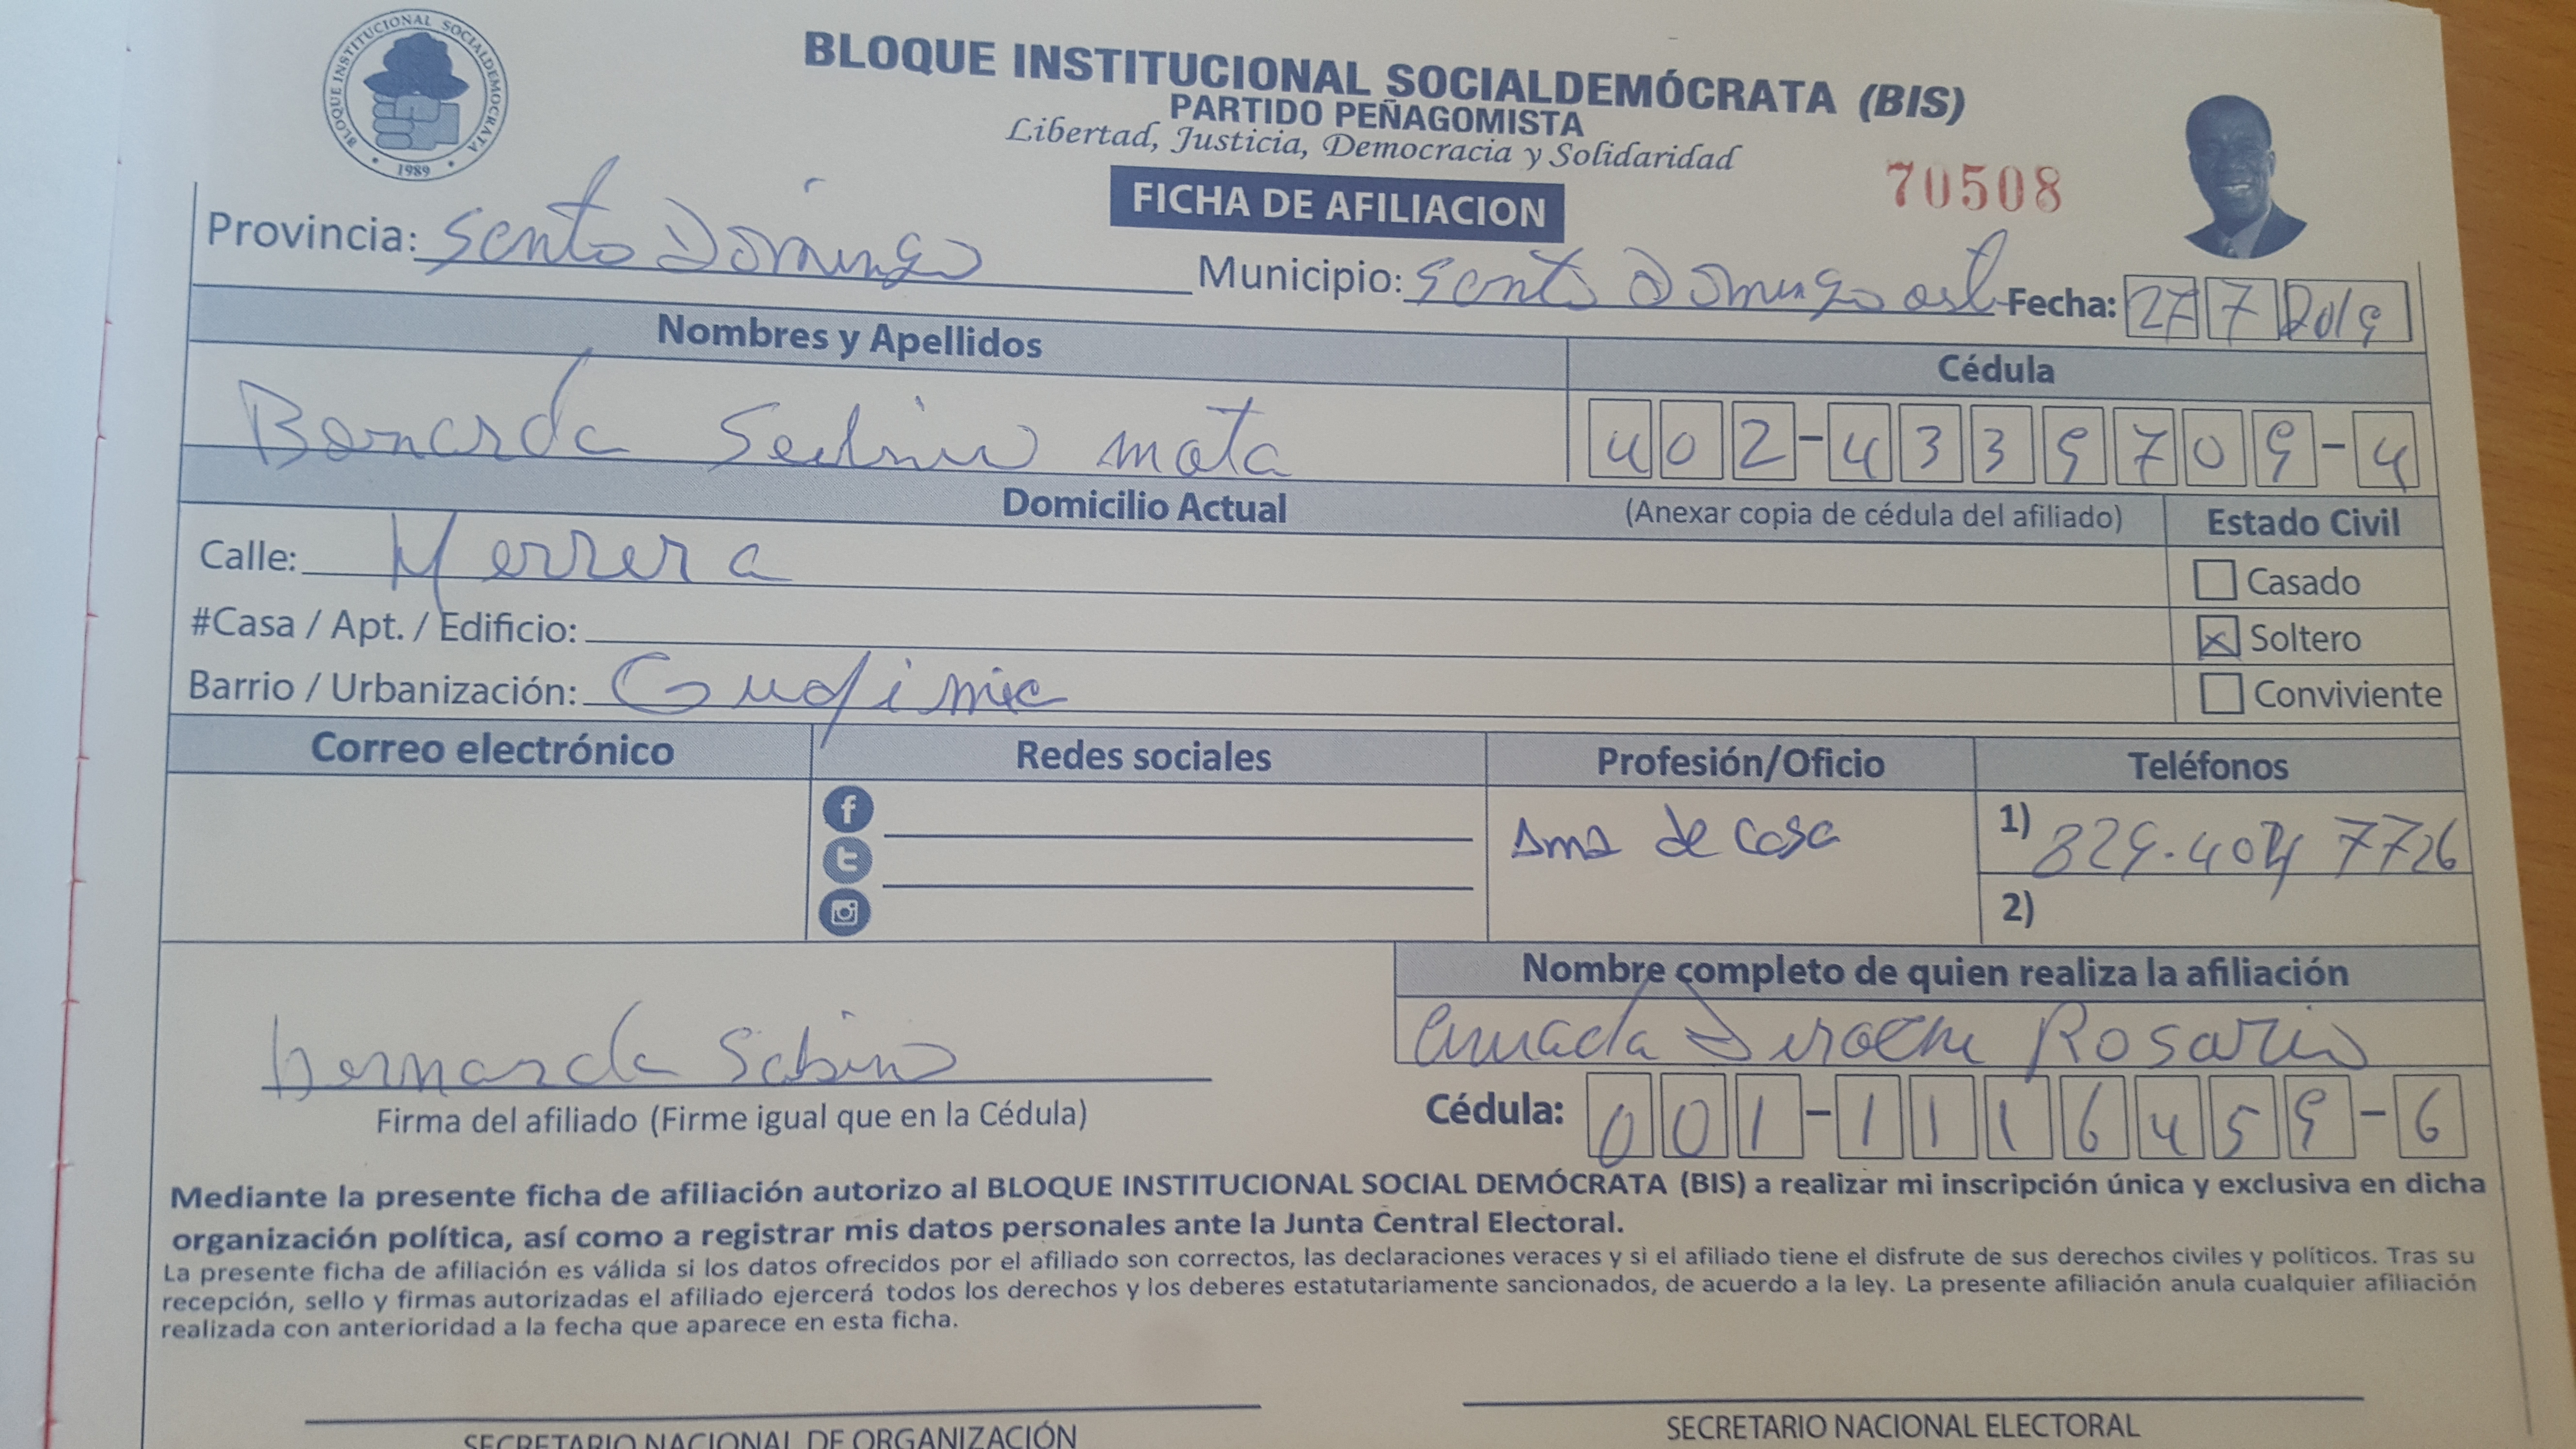 BLOQUE INSTITUCIONAL SOCIALDEMOCRATA
1989
BLOQUE INSTITUCIONAL SOCIALDEMÓCRATA (BIS)
PARTIDO PEÑAGOMISTA
Libertad, Justicia, Democracia y Solidaridad
FICHA DE AFILIACION
70508
Provincia: Santo Domingo
Municipio: Santo Domingo est Fecha: 27 7 2019
Nombres y Apellidos
Cédula
Bernarda mota
402-4339709-4
Domicilio Actual
(Anexar copia de cédula del afiliado)
Estado Civil
Calle: Herrera
Casado
#Casa / Apt. / Edificio:
Soltero
Barrio / Urbanización:
Conviviente
Correo electrónico
Redes sociales
Profesión/Oficio
Teléfonos
Ama de casa
1) 829.404 7726
2)
Nombre completo de quien realiza la afiliación
Rosario
bernarda Sabino
Firma del afiliado (Firme igual que en la Cédula)
Cédula: 001-1116459-6
Mediante la presente ficha de afiliación autorizo al BLOQUE INSTITUCIONAL SOCIAL DEMÓCRATA (BIS) a realizar mi inscripción única y exclusiva en dicha
organización política, así como a registrar mis datos personales ante la Junta Central Electoral.
La presente ficha de afiliación es válida si los datos ofrecidos por el afiliado son correctos, las declaraciones veraces y si el afiliado tiene el disfrute de sus derechos civiles y políticos. Tras su
recepción, sello y firmas autorizadas el afiliado ejercerá todos los derechos y los deberes estatutariamente sancionados, de acuerdo a la ley. La presente afiliación anula cualquier afiliación
realizada con anterioridad a la fecha que aparece en esta ficha.
SECRETARIO NACIONAL DE ORGANIZACIÓN
SECRETARIO NACIONAL ELECTORAL